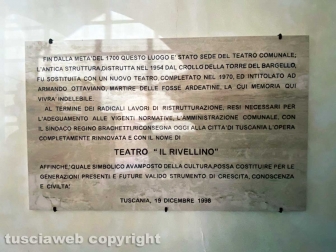 FIN DALLA META' DEL 1700 QUESTO LUOGO E' STATO SEDE DEL TEATRO COMUNALE,
L'ANTICA STRUTTURA, DISTRUTTA NEL 1954 DAL CROLLO DELLA TORRE DEL BARGELLO,
FU SOSTITUITA CON UN NUOVO TEATRO, COMPLETATO NEL 1970, ED INTITOLATO AD
ARMANDO OTTAVIANO, MARTIRE DELLE FOSSE ARDEATINE, LA CUI MEMORIA QUI
VIVRA' INDELEBILE.
AL TERMINE DEI RADICALI LAVORI DI RISTRUTTURAZIONE, RESI NECESSARI PER
L'ADEGUAMENTO ALLE VIGENTI NORMATIVE, L'AMMINISTRAZIONE COMUNALE, CON
IL SINDACO REGINO BRACHETTI, RICONSEGNA OGGI ALLA CITTA' DI TUSCANIA L'OPERA
COMPLETAMENTE RINNOVATA E CON IL NOME DI
TEATRO "IL RIVELLINO"
AFFINCHE', QUALE SIMBOLICO AVAMPOSTO DELLA CULTURA, POSSA COSTITUIRE PER LE
GENERAZIONI PRESENTI E FUTURE VALIDO STRUMENTO DI CRESCITA, CONOSCENZA
E CIVILTA'
TUSCANIA, 19 DICEMBRE 1998
tusciaweb copyright